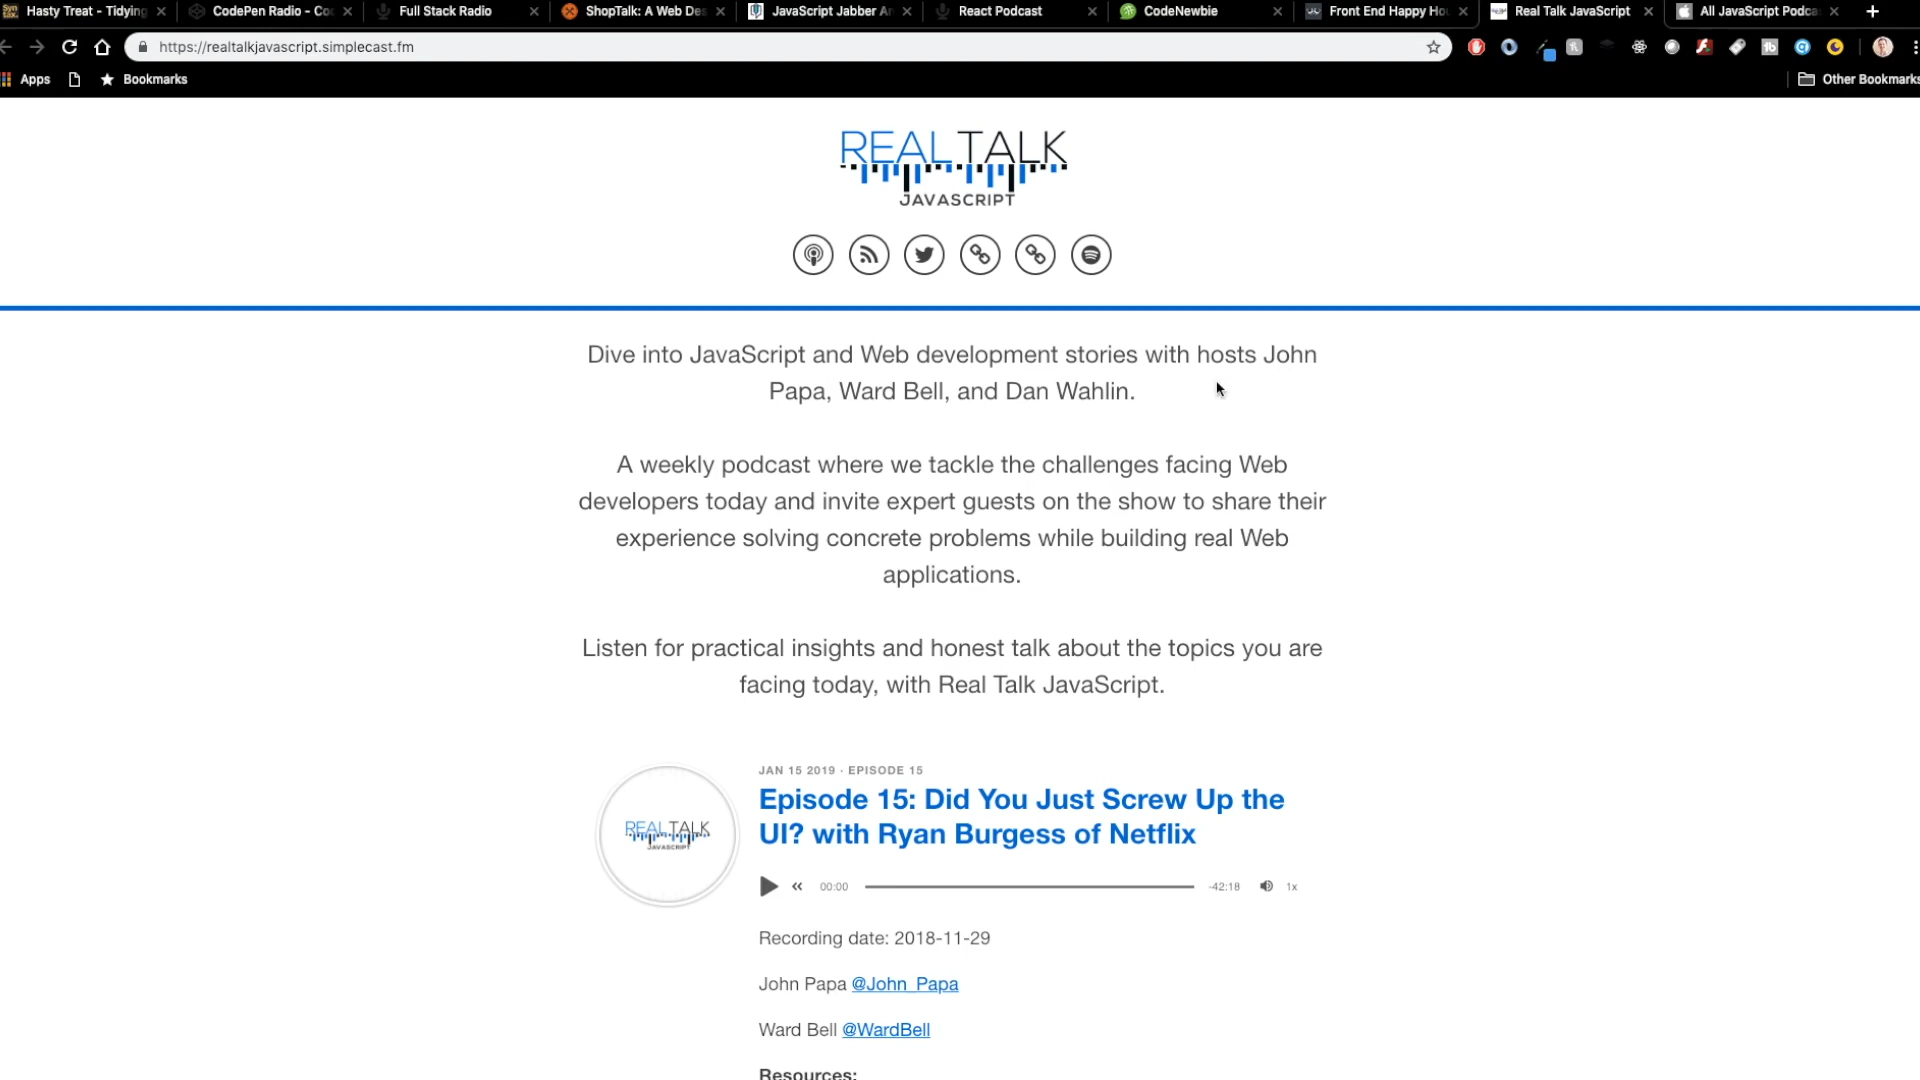 Hasty Treat - Tidying
CodePen Radio - Co
Full Stack Radio
ShopTalk: A Web Des
JavaScript Jabber Ar
React Podcast
CodeNewbie
Front End Happy Ho
Real Talk JavaScript
All JavaScript Podca
https://realtalkjavascript.simplecast.fm
Apps
Bookmarks
Other Bookmarks
REAL TALK
JAVASCRIPT
Dive into JavaScript and Web development stories with hosts John
Papa, Ward Bell, and Dan Wahlin.
A weekly podcast where we tackle the challenges facing Web
developers today and invite expert guests on the show to share their
experience solving concrete problems while building real Web
applications.
Listen for practical insights and honest talk about the topics you are
facing today, with Real Talk JavaScript.
JAN 15 2019 · EPISODE 15
Episode 15: Did You Just Screw Up the
UI? with Ryan Burgess of Netflix
REAL TALK
JAVASCRIPT
00:00
-42:18
1x
Recording date: 2018-11-29
John Papa @John_Papa
Ward Bell @WardBell
Resources: